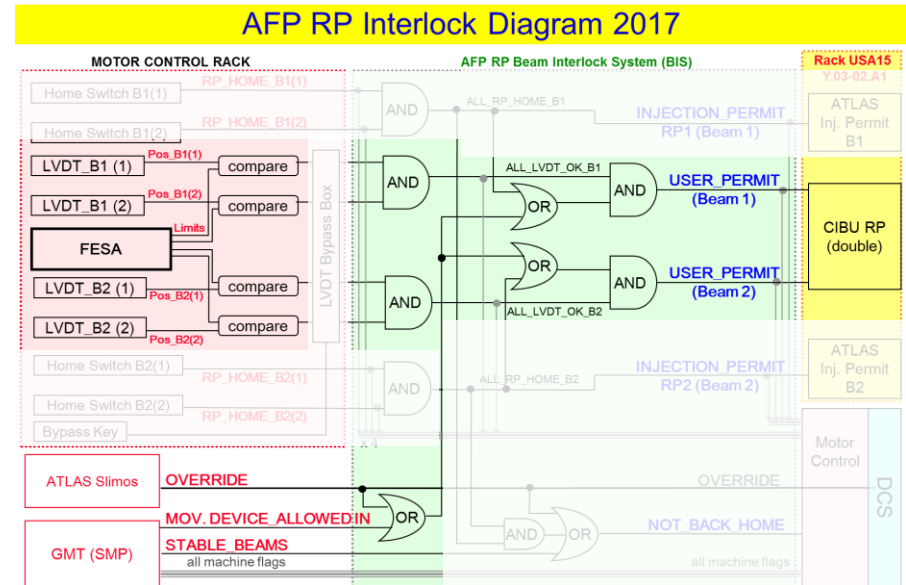 AFP RP Interlock Diagram 2017
MOTOR CONTROL RACK
AFP RP Beam Interlock System (BIS)
Rack USA15
Y.03-02.A1
Home Switch B1(1)
RP_HOME_B1(1)
Home Switch B1(2)
RP_HOME_B1(2)
AND
ALL_RP_HOME_B1
INJECTION_PERMIT
RP1 (Beam 1)
ATLAS
Inj. Permit
B1
LVDT_B1 (1)
Pos_B1(1)
compare
LVDT_B1 (2)
Pos_B1(2)
compare
Limits
FESA
LVDT_B2 (1)
Pos_B2(1)
compare
LVDT_B2 (2)
Pos_B2(2)
compare
LVDT Bypass Box
AND
ALL_LVDT_OK_B1
OR
AND
USER_PERMIT
(Beam 1)
AND
OR
AND
USER_PERMIT
(Beam 2)
ALL_LVDT_OK_B2
CIBU RP
(double)
Home Switch B2(1)
RP_HOME_B2(1)
Home Switch B2(2)
RP_HOME_B2(2)
Bypass Key
AND
ALL_RP_HOME_B2
INJECTION_PERMIT
RP2 (Beam 2)
ATLAS
Inj. Permit
B2
x 4
Motor
Control
DCS
ATLAS Slimos
OVERRIDE
OVERRIDE
GMT (SMP)
MOV. DEVICE_ALLOWED IN
STABLE_BEAMS
all machine flags
OR
AND
OR
NOT_BACK_HOME
all machine flags